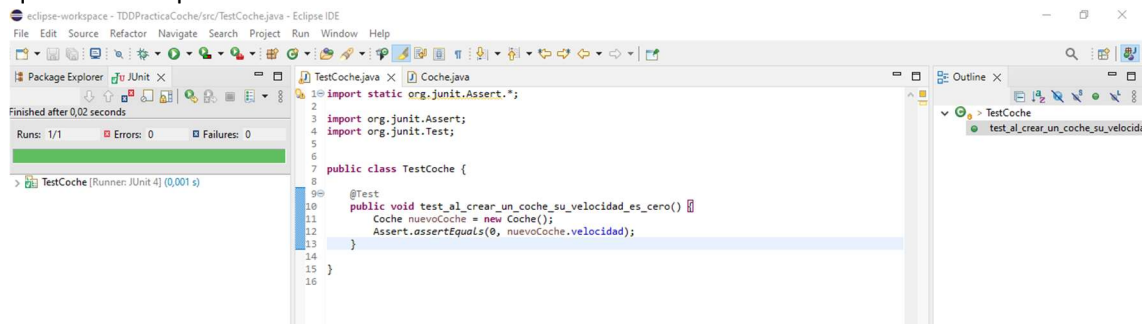 eclipse-workspace - TDDPracticaCoche/src/TestCoche.java - Eclipse IDE
File Edit Source Refactor Navigate Search Project Run Window Help
Package Explorer JUnit
Finished after 0,02 seconds
Runs: 1/1 Errors: 0 Failures: 0
TestCoche [Runner: JUnit 4] (0,001 s)
TestCoche.java Coche.java
1 import static org.junit.Assert.*;
2
3 import org.junit.Assert;
4 import org.junit.Test;
5
6
7 public class TestCoche {
8
9 @Test
10 public void test_al_crear_un_coche_su_velocidad_es_cero() {
11 Coche nuevoCoche = new Coche();
12 Assert.assertEquals(0, nuevoCoche.velocidad);
13 }
14
15 }
16
Outline
TestCoche
test_al_crear_un_coche_su_velocida